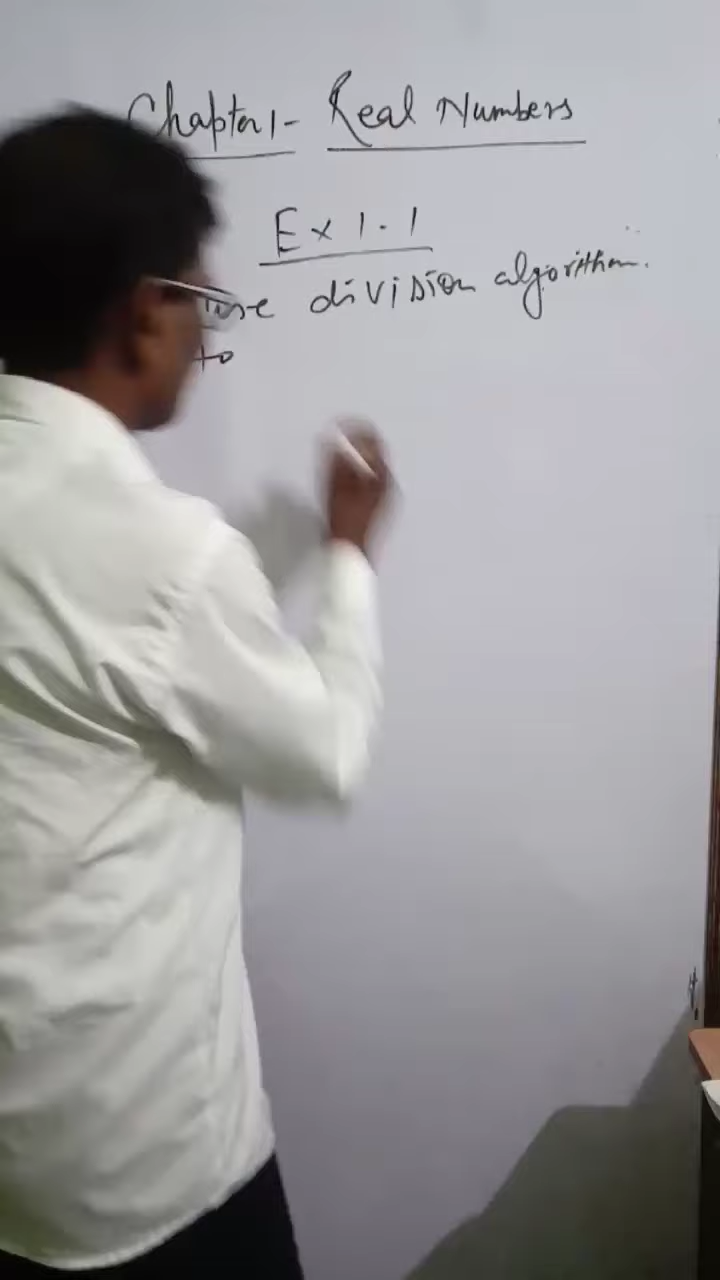 Chapter 1 - Real Numbers
Ex 1.1
use division algorithm.
to